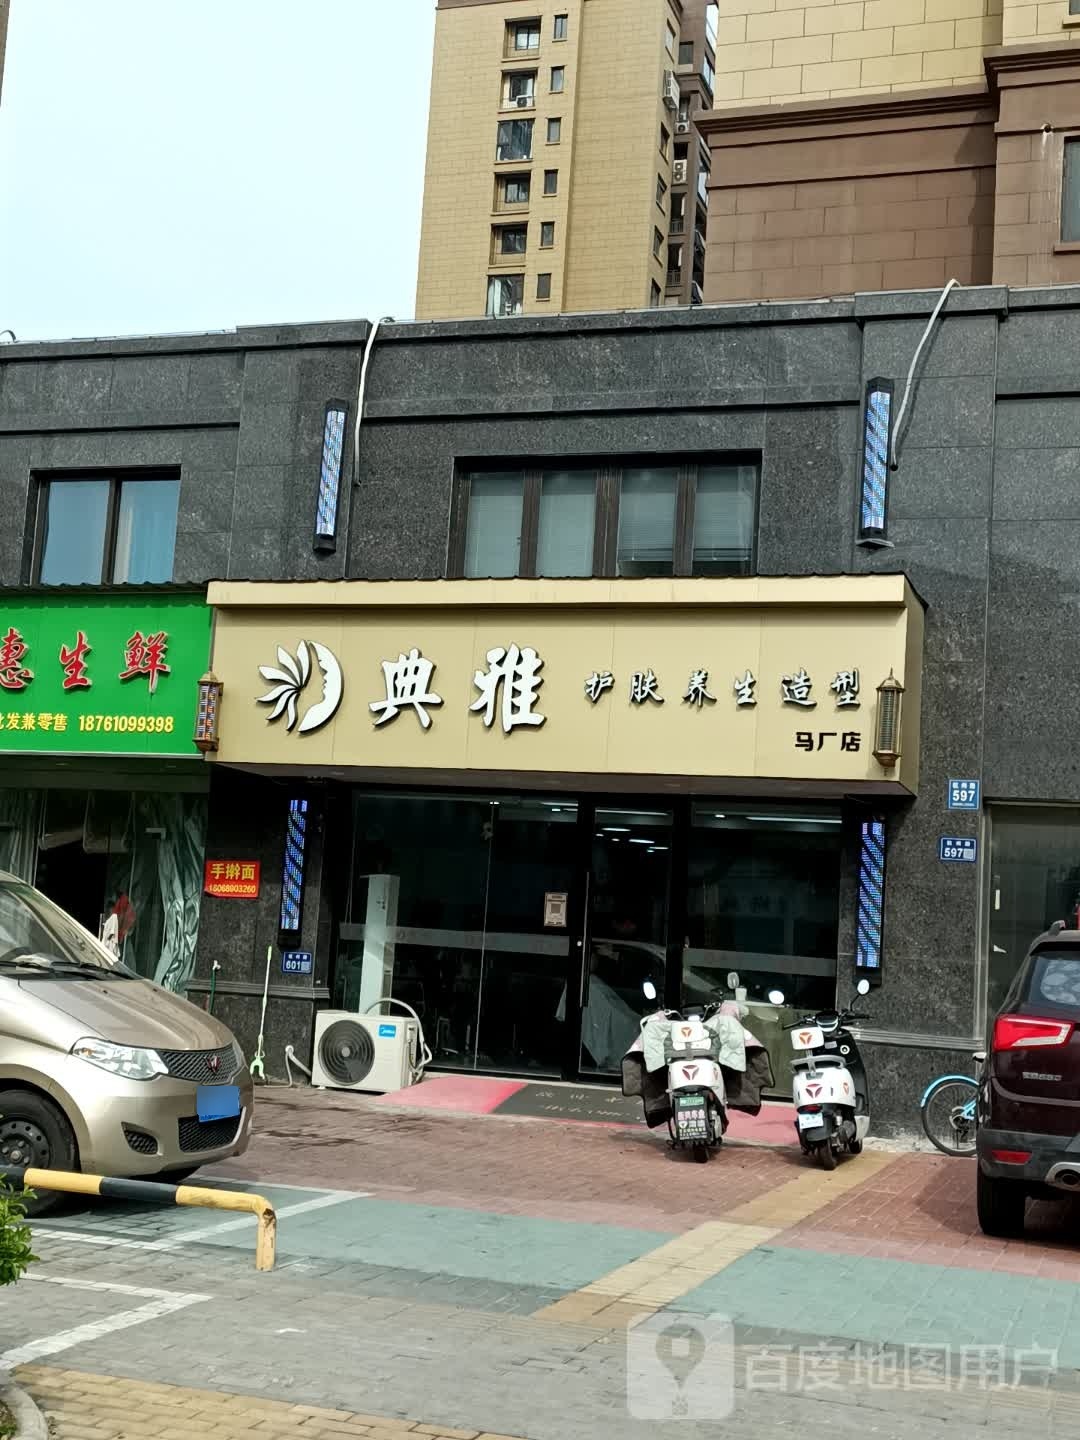 惠生鲜
批发兼零售 18761099398
典雅 护肤养生造型
马厂店
597
597
手擀面
18068903260
601
百度地图用户